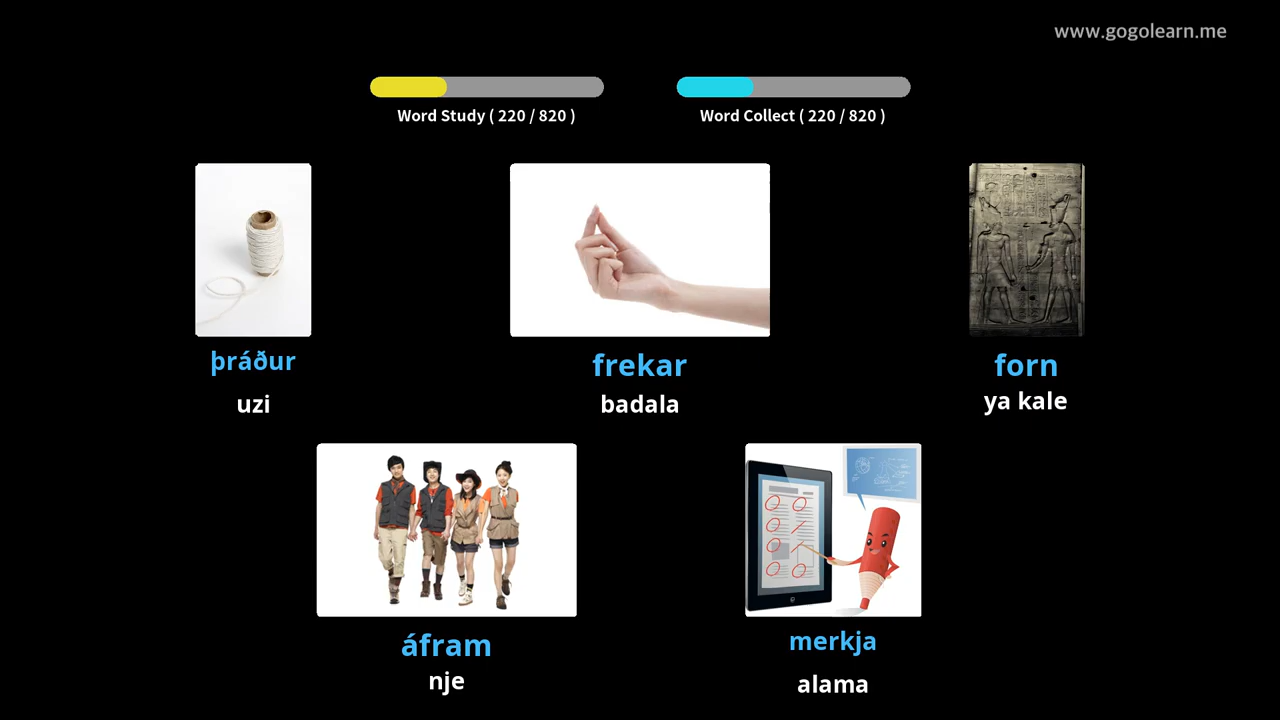 www.gogolearn.me
Word Study ( 220 / 820 )
Word Collect ( 220 / 820 )
þráður
uzi
frekar
badala
forn
ya kale
áfram
nje
merkja
alama